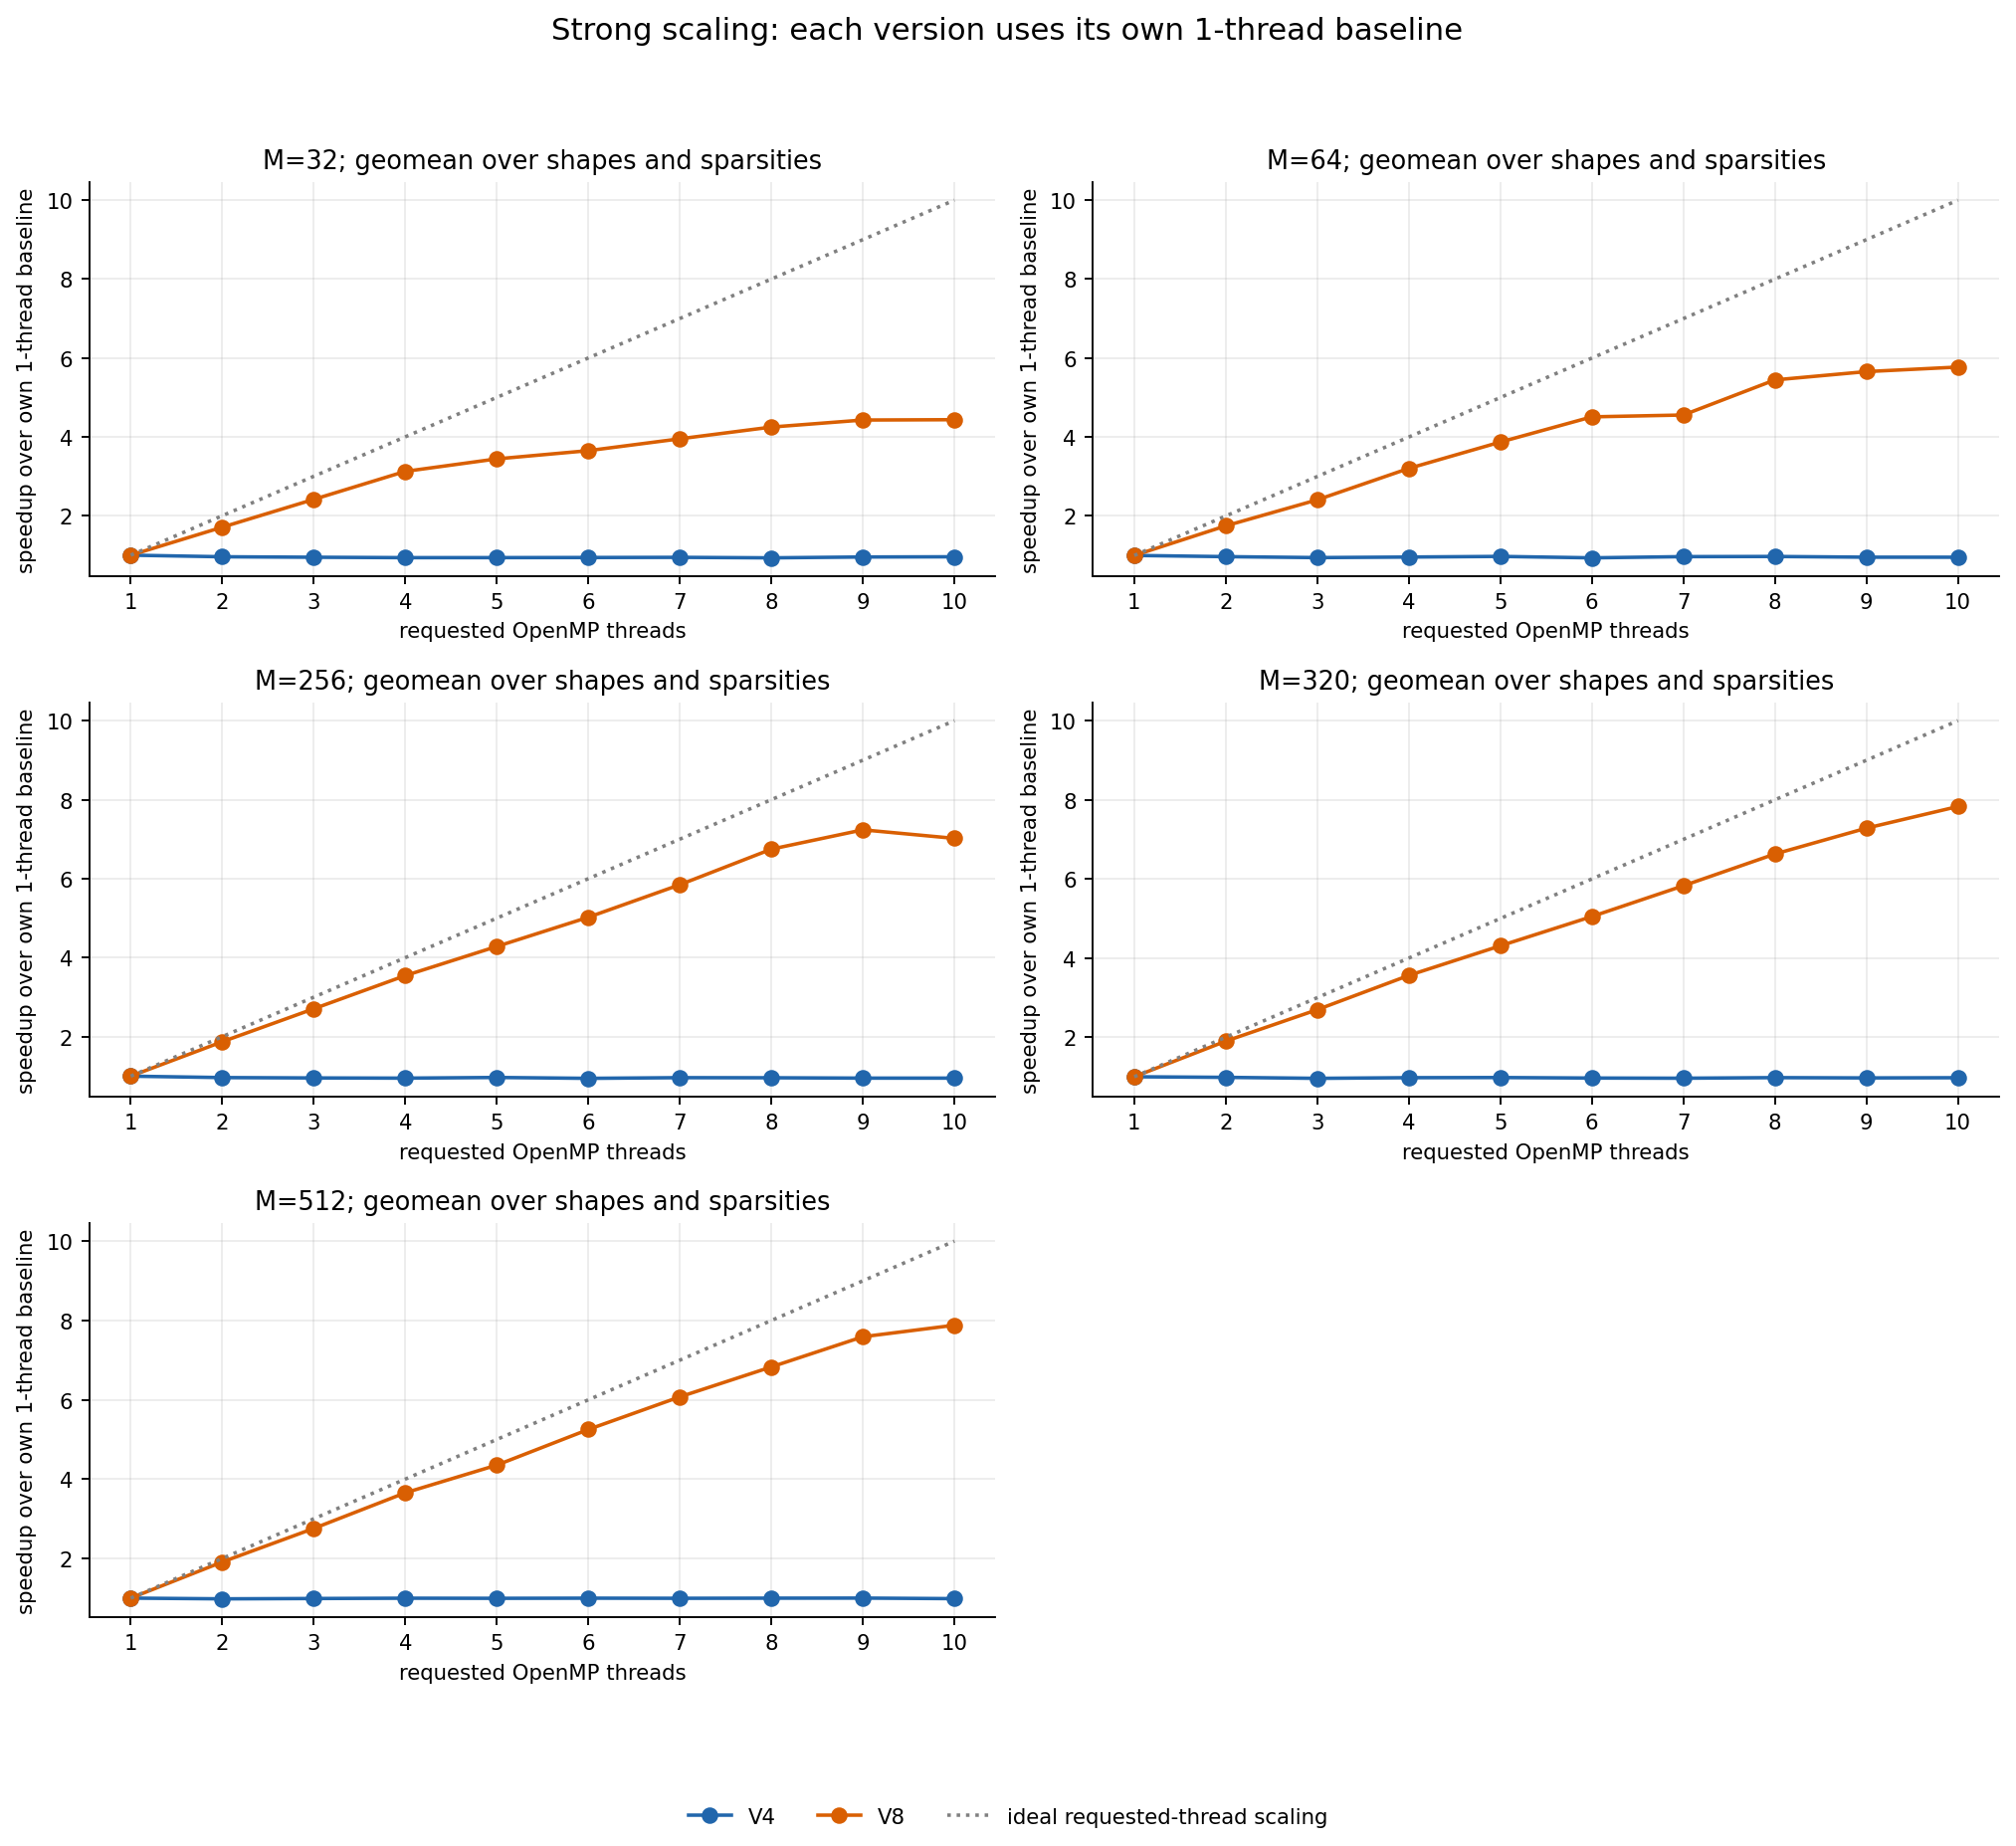 Strong scaling: each version uses its own 1-thread baseline
M=32; geomean over shapes and sparsities
speedup over own 1-thread baseline
10
8
6
4
2
1 2 3 4 5 6 7 8 9 10
requested OpenMP threads
M=64; geomean over shapes and sparsities
speedup over own 1-thread baseline
10
8
6
4
2
1 2 3 4 5 6 7 8 9 10
requested OpenMP threads
M=256; geomean over shapes and sparsities
speedup over own 1-thread baseline
10
8
6
4
2
1 2 3 4 5 6 7 8 9 10
requested OpenMP threads
M=320; geomean over shapes and sparsities
speedup over own 1-thread baseline
10
8
6
4
2
1 2 3 4 5 6 7 8 9 10
requested OpenMP threads
M=512; geomean over shapes and sparsities
speedup over own 1-thread baseline
10
8
6
4
2
1 2 3 4 5 6 7 8 9 10
requested OpenMP threads
V4 V8 ideal requested-thread scaling